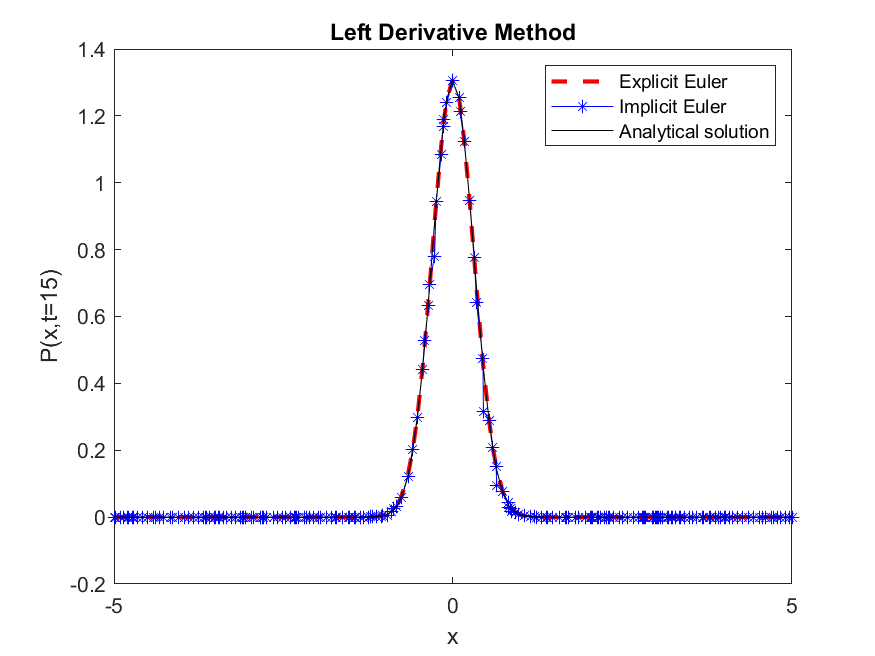 Left Derivative Method
1.4
1.2
1
0.8
0.6
0.4
0.2
0
-0.2
P(x,t=15)
Explicit Euler
Implicit Euler
Analytical solution
-5
0
5
x